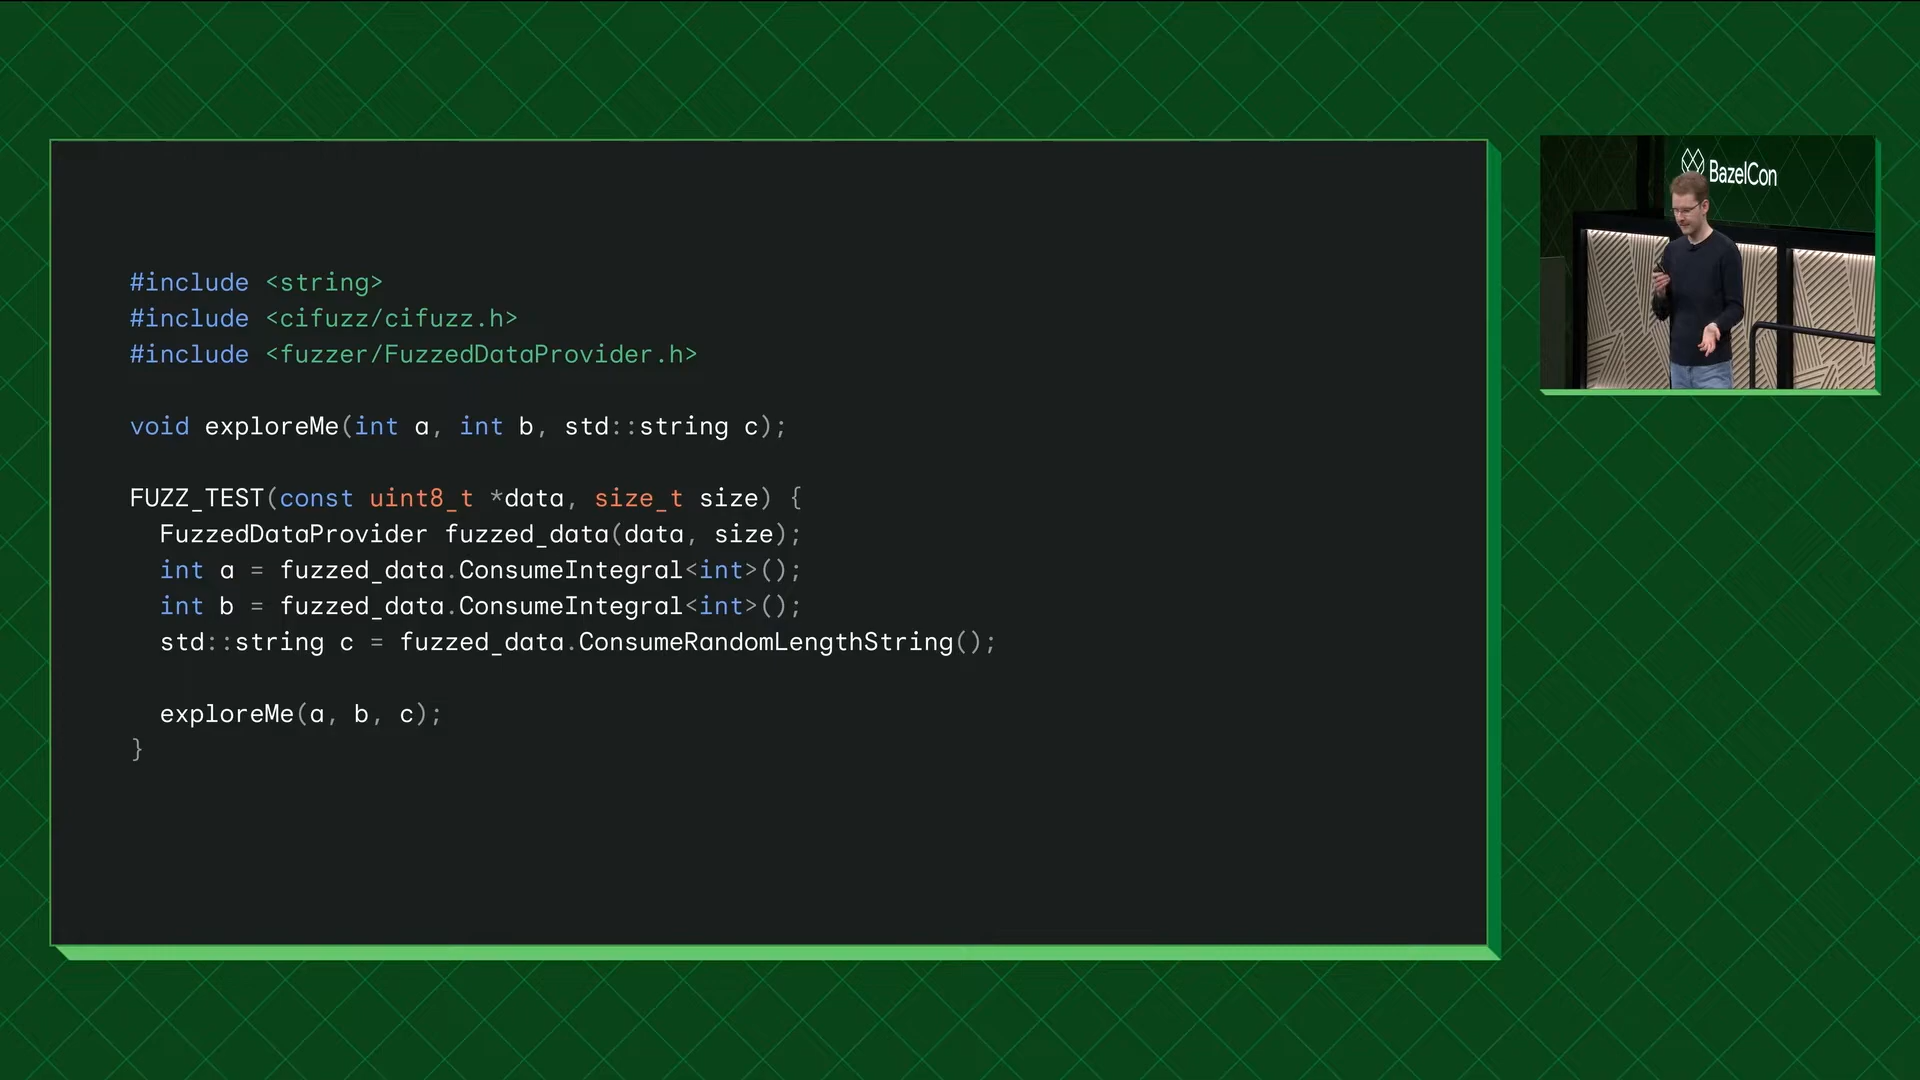 #include <string>
#include <cifuzz/cifuzz.h>
#include <fuzzer/FuzzedDataProvider.h>
void exploreMe(int a, int b, std::string c);
FUZZ_TEST(const uint8_t *data, size_t size) {
  FuzzedDataProvider fuzzed_data(data, size);
  int a = fuzzed_data.ConsumeIntegral<int>();
  int b = fuzzed_data.ConsumeIntegral<int>();
  std::string c = fuzzed_data.ConsumeRandomLengthString();
  exploreMe(a, b, c);
}
BazelCon